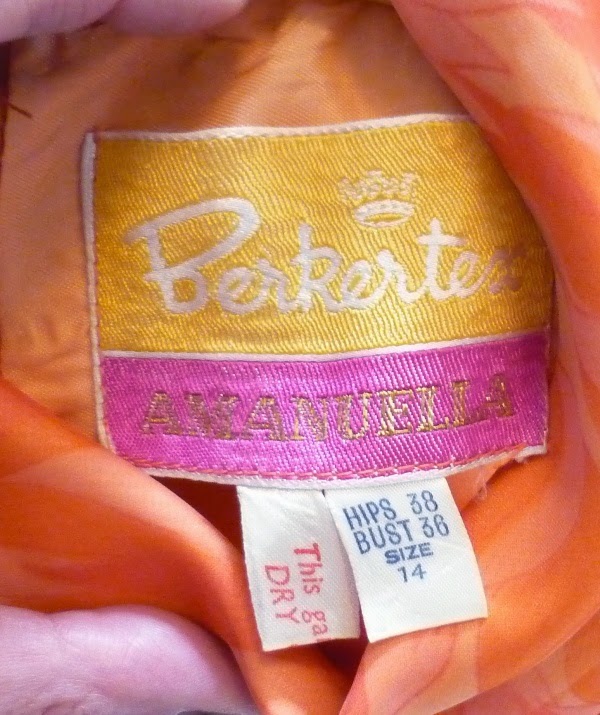 Berkertex
AMANUELLA
This ga
DRY
HIPS 38
BUST 36
SIZE
14